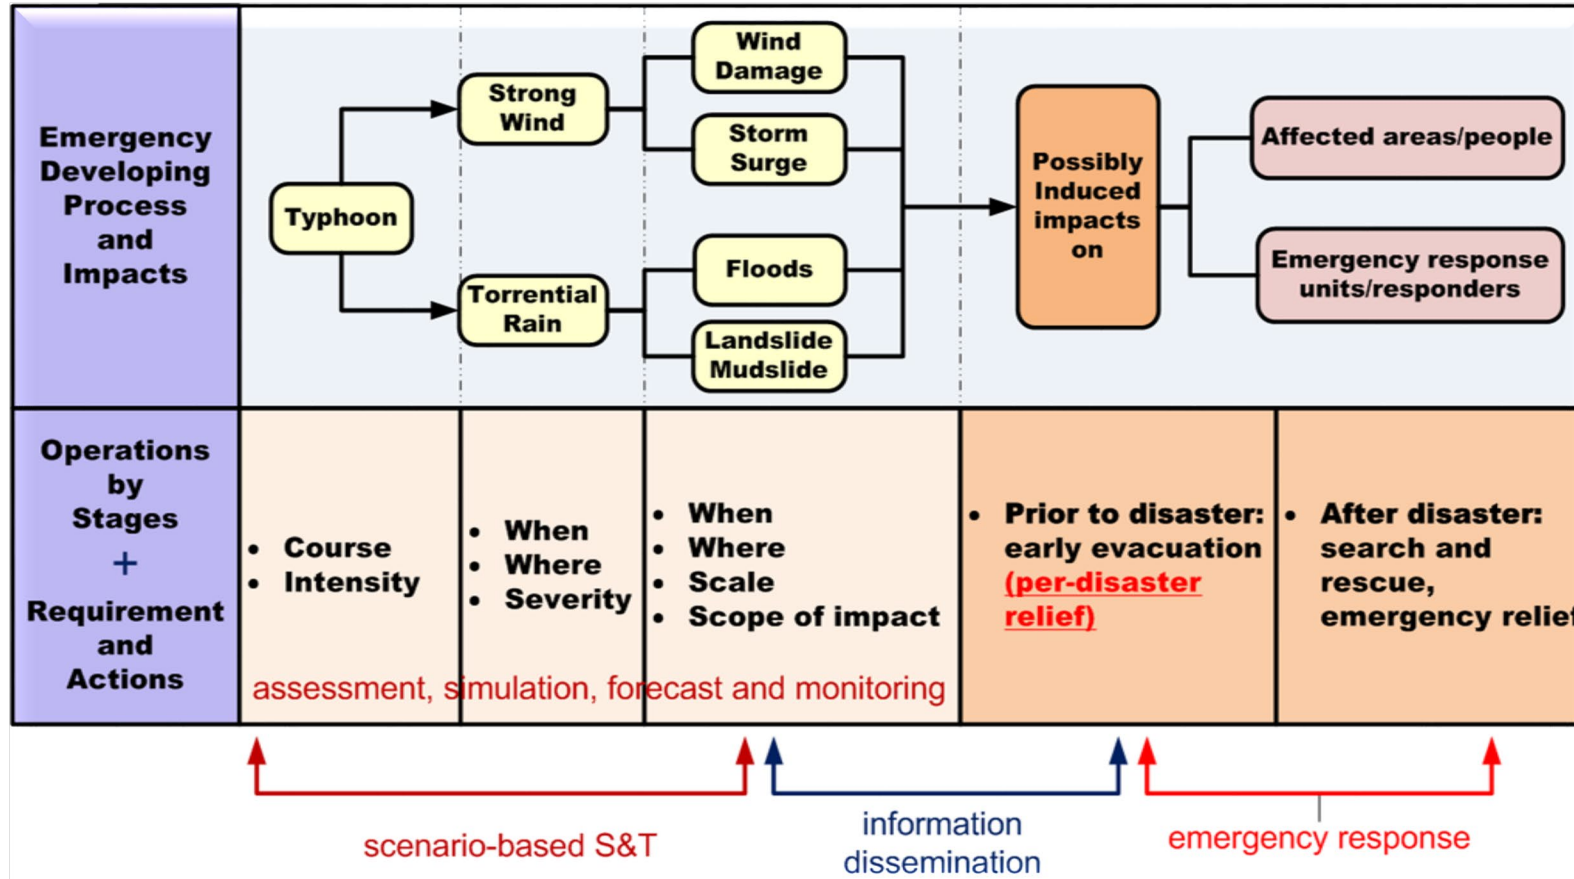 Emergency
Developing
Process
and
Impacts
Typhoon
Strong
Wind
Torrential
Rain
Wind
Damage
Storm
Surge
Floods
Landslide
Mudslide
Possibly
Induced
impacts
on
Affected areas/people
Emergency response
units/responders
Operations
by
Stages
+
Requirement
and
Actions
• Course
• Intensity
• When
• Where
• Severity
• When
• Where
• Scale
• Scope of impact
assessment, simulation, forecast and monitoring
• Prior to disaster:
early evacuation
(per-disaster
relief)
• After disaster:
search and
rescue,
emergency relief
scenario-based S&T
information
dissemination
emergency response